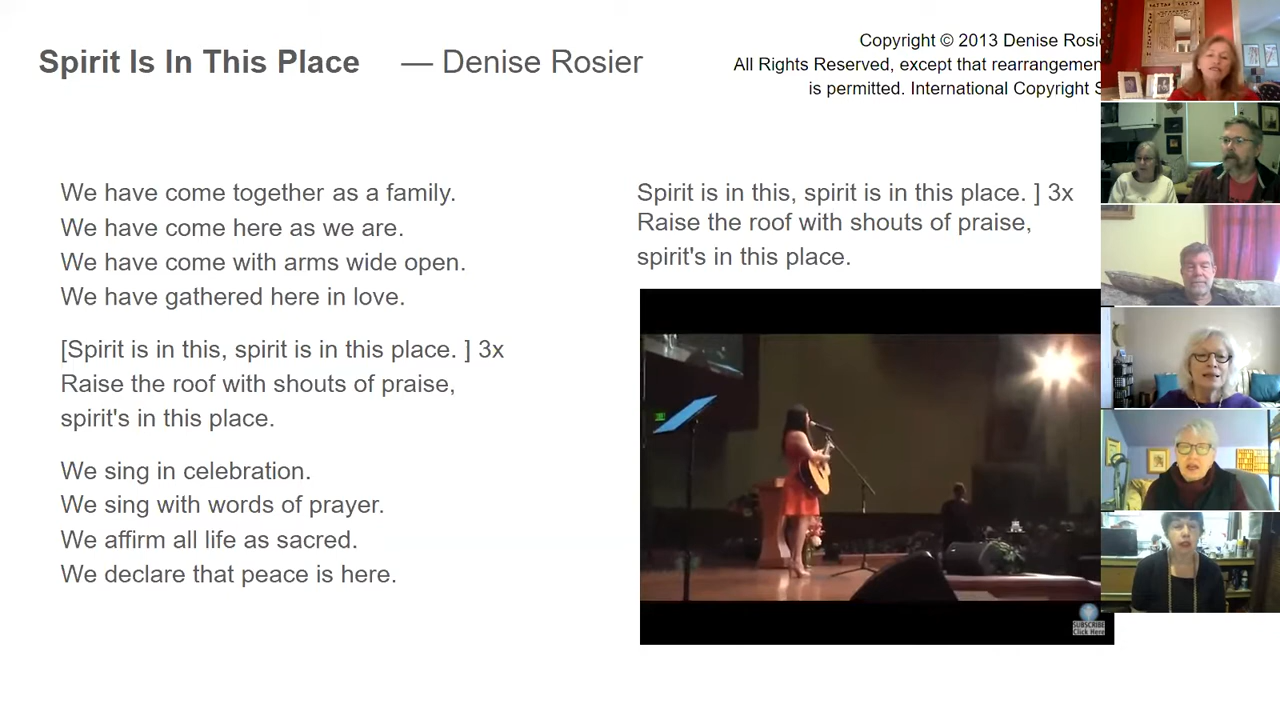 Spirit Is In This Place — Denise Rosier
Copyright © 2013 Denise Rosie
All Rights Reserved, except that rearrangemen
is permitted. International Copyright S
We have come together as a family.
We have come here as we are.
We have come with arms wide open.
We have gathered here in love.
[Spirit is in this, spirit is in this place. ] 3x
Raise the roof with shouts of praise,
spirit's in this place.
We sing in celebration.
We sing with words of prayer.
We affirm all life as sacred.
We declare that peace is here.
Spirit is in this, spirit is in this place. ] 3x
Raise the roof with shouts of praise,
spirit's in this place.
SUBSCRIBE
Click Here